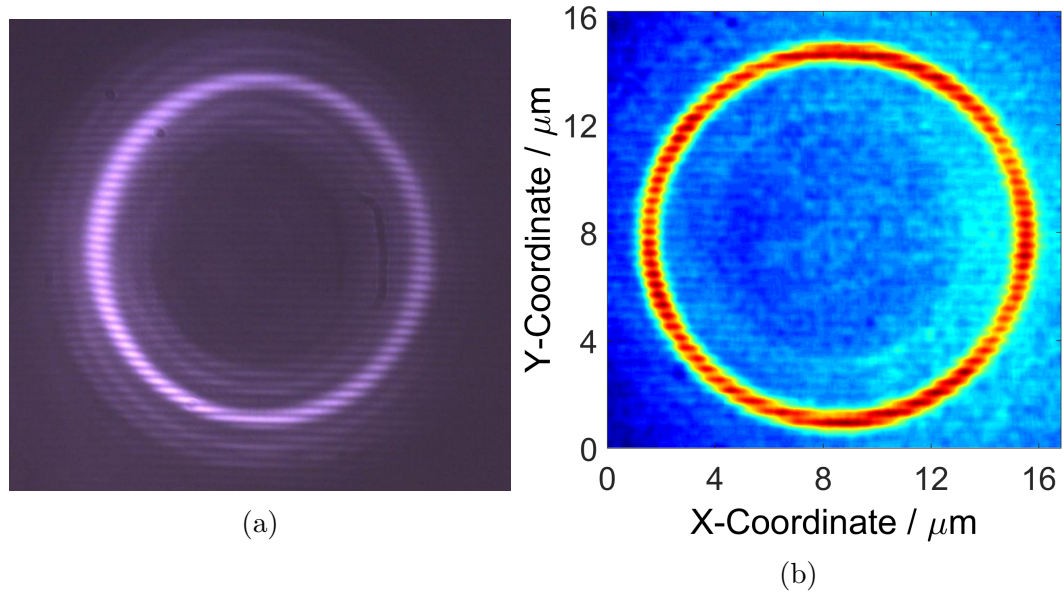 16
12
8
4
0
Y-Coordinate / μm
0 4 8 12 16
X-Coordinate / μm
(a)
(b)